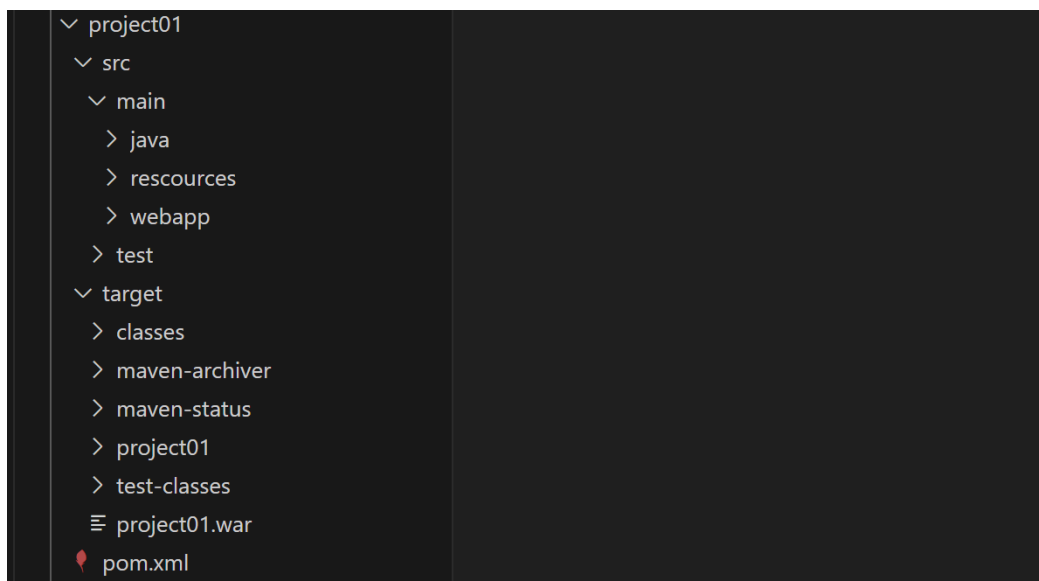 project01
src
main
java
rescources
webapp
test
target
classes
maven-archiver
maven-status
project01
test-classes
project01.war
pom.xml